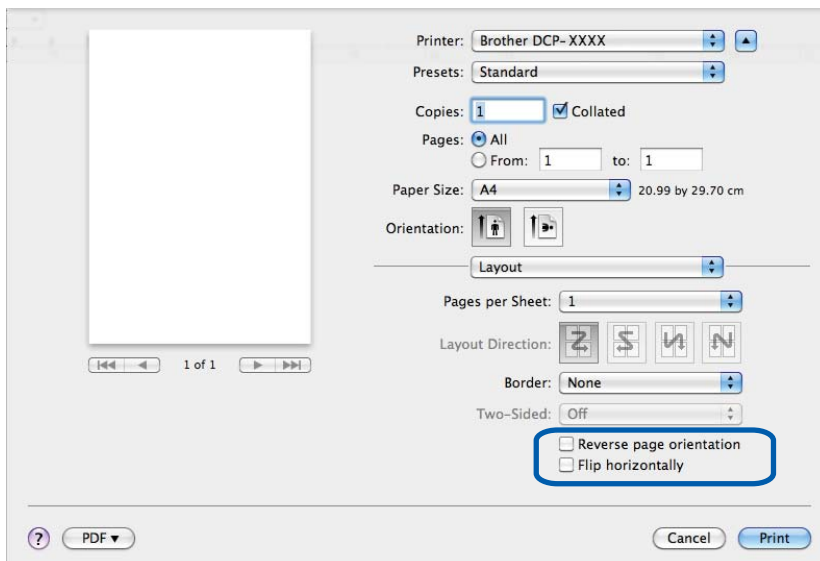 Printer: Brother DCP-XXXX
Presets: Standard
Copies: 1 Collated
Pages: All
From: 1 to: 1
Paper Size: A4 20.99 by 29.70 cm
Orientation:
Layout
Pages per Sheet: 1
Layout Direction:
1 of 1
Border: None
Two-Sided: Off
Reverse page orientation
Flip horizontally
? PDF ▼ Cancel Print